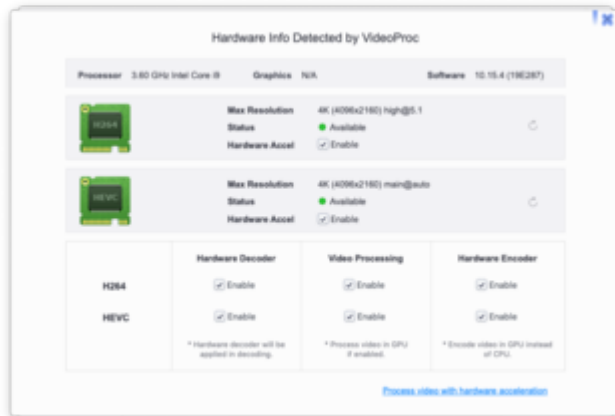 Hardware Info Detected by VideoProc
Processor 3.60 GHz Intel Core i9 Graphics N/A Software 10.15.4 (19E287)
H264
Max Resolution 4K (4096x2160) high@5.1
Status Available
Hardware Accel Enable
HEVC
Max Resolution 4K (4096x2160) main@auto
Status Available
Hardware Accel Enable
Hardware Decoder Video Processing Hardware Encoder
H264 Enable Enable Enable
HEVC Enable Enable Enable
* Hardware decoder will be * Process video in GPU * Encode video in GPU instead
applied in decoding. if enabled. of CPU.
Process video with hardware acceleration